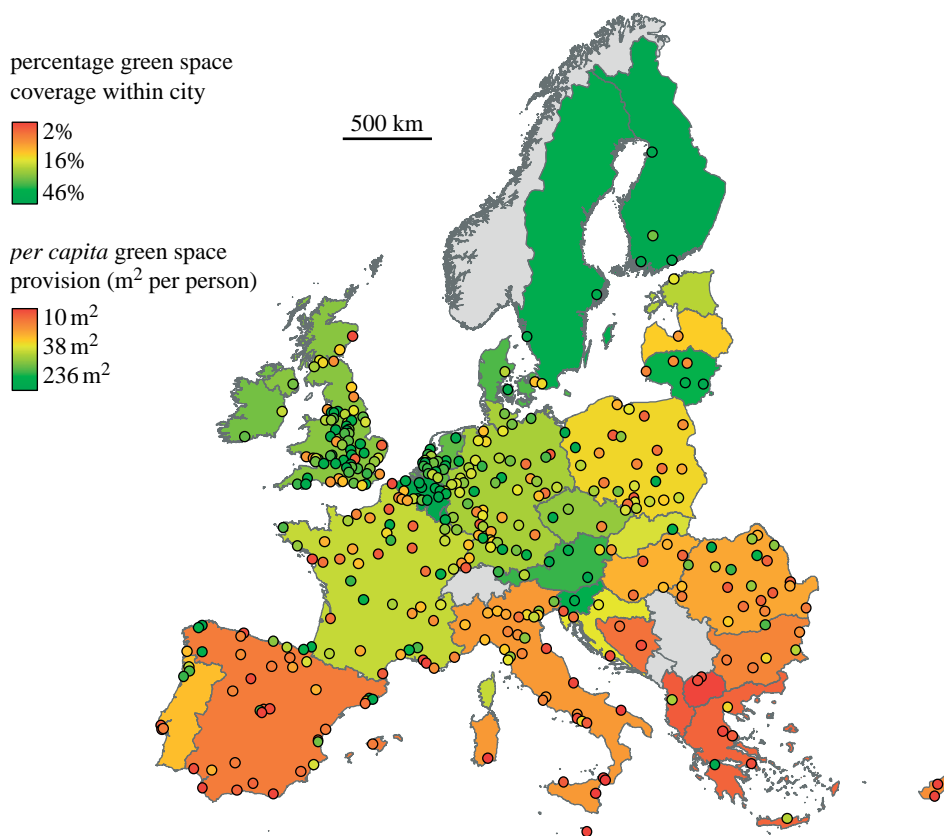 percentage green space
coverage within city
2%
16%
46%
500 km
per capita green space
provision (m² per person)
10 m²
38 m²
236 m²